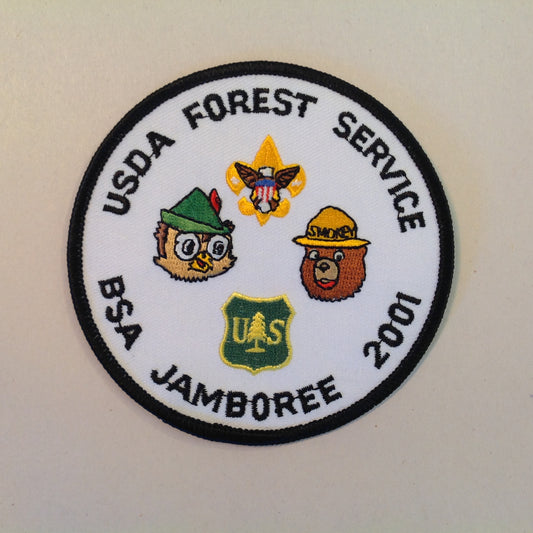 USDA FOREST SERVICE
SMOKEY
US
BSA JAMBOREE 2001